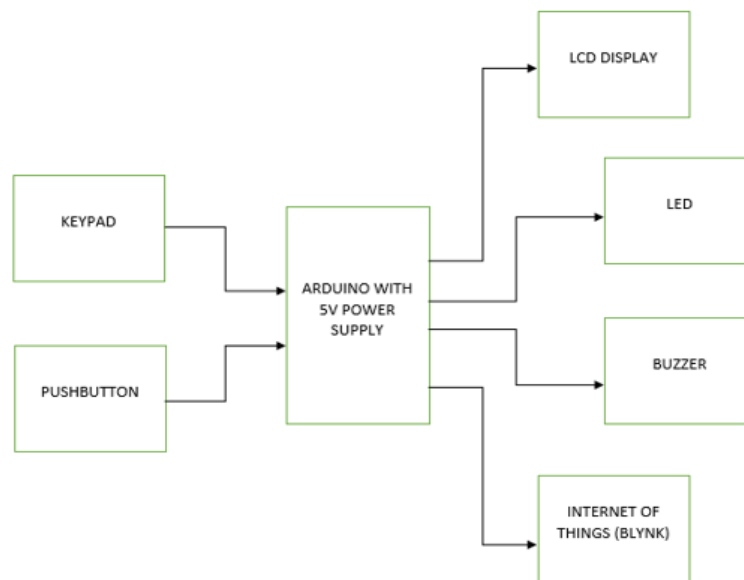 LCD DISPLAY
KEYPAD
LED
ARDUINO WITH
5V POWER
SUPPLY
PUSHBUTTON
BUZZER
INTERNET OF
THINGS (BLYNK)